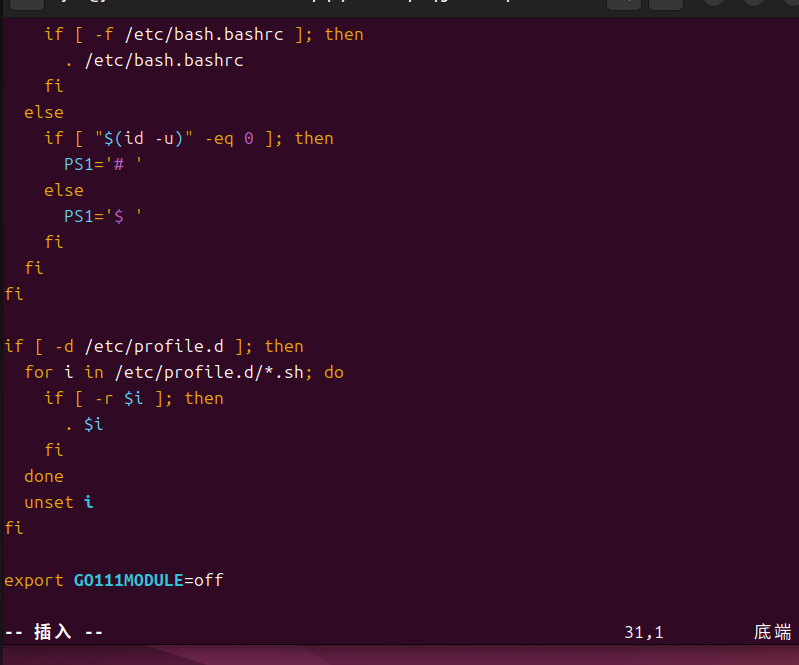 if [ -f /etc/bash.bashrc ]; then
      . /etc/bash.bashrc
    fi
  else
    if [ "$(id -u)" -eq 0 ]; then
      PS1='# '
    else
      PS1='$ '
    fi
  fi
fi

if [ -d /etc/profile.d ]; then
  for i in /etc/profile.d/*.sh; do
    if [ -r $i ]; then
      . $i
    fi
  done
  unset i
fi

export GO111MODULE=off

-- 插入 -- 31,1 底端